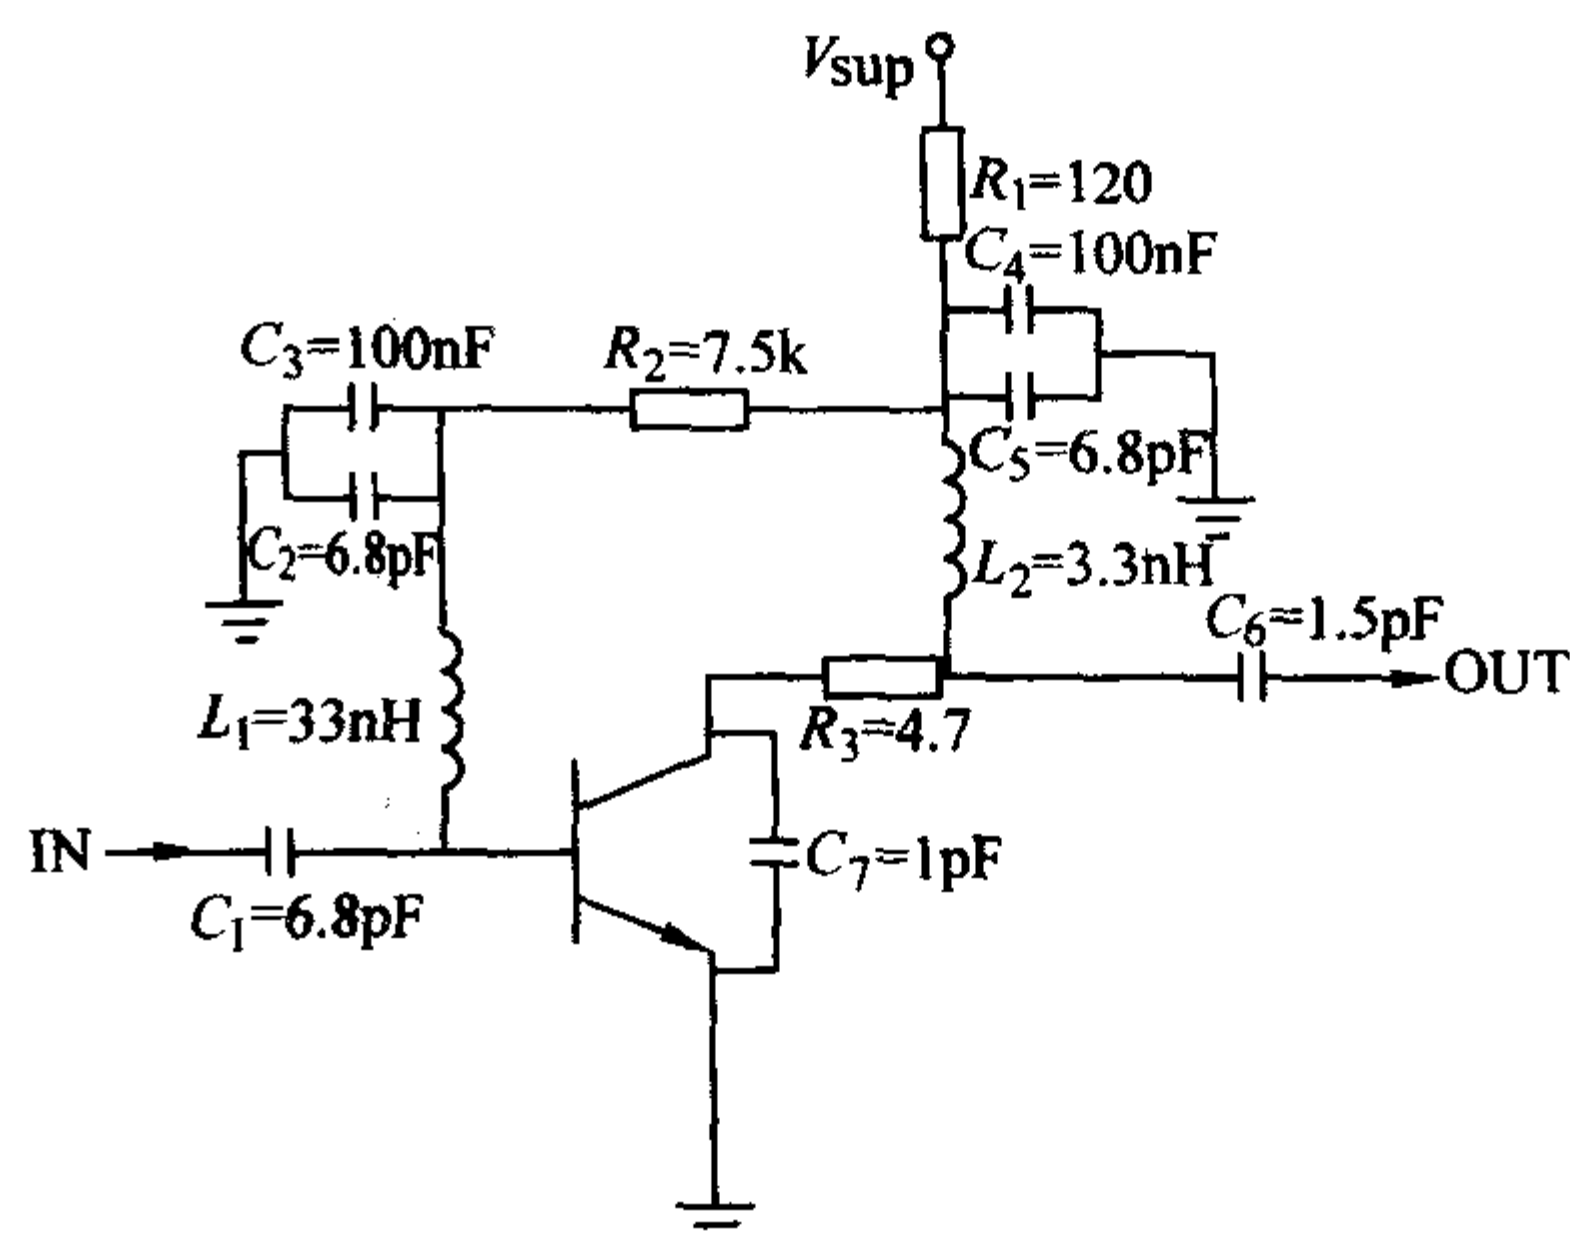 Vsup
R1=120
C4=100nF
C3=100nF
R2=7.5k
C5=6.8pF
C2=6.8pF
L2=3.3nH
C6=1.5pF
OUT
L1=33nH
R3=4.7
IN
C7=1pF
C1=6.8pF